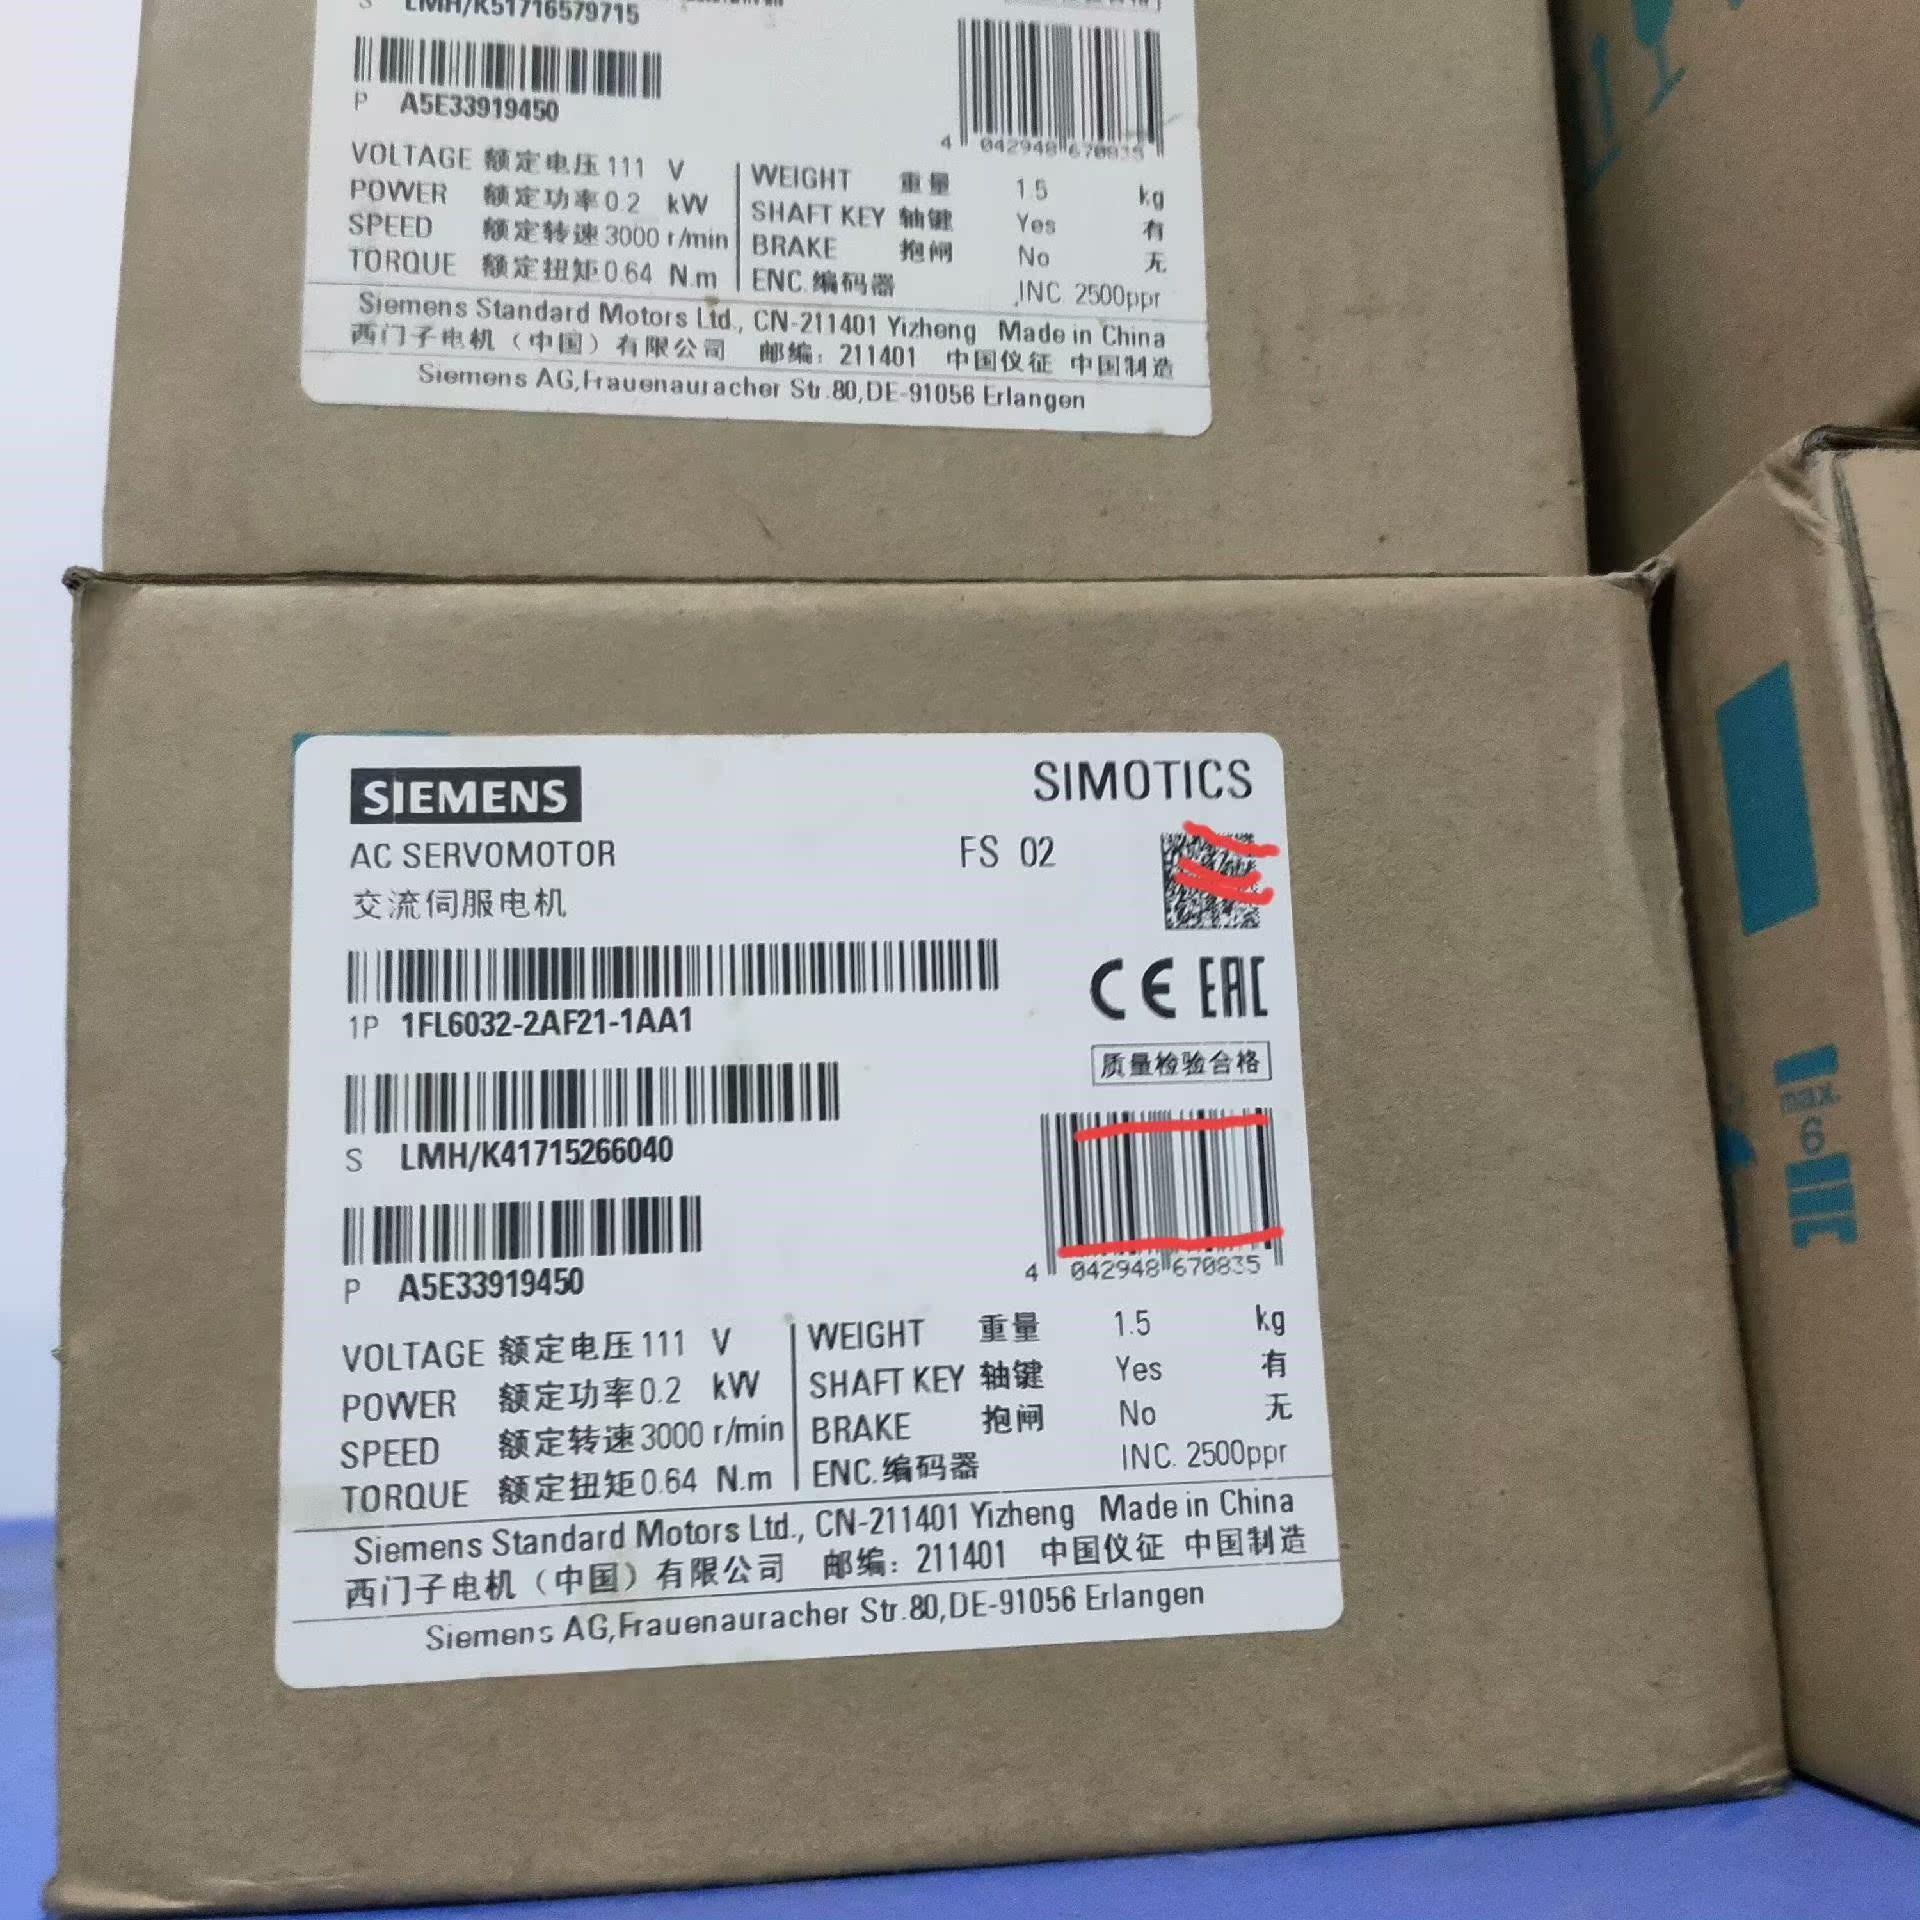 LMH/K51716579715
P A5E33919450
4 042948 670835
VOLTAGE 额定电压 111 V
POWER 额定功率 0.2 kW
SPEED 额定转速 3000 r/min
TORQUE 额定扭矩 0.64 N.m
WEIGHT 重量 1.5 kg
SHAFT KEY 轴键 Yes 有
BRAKE 抱闸 No 无
ENC. 编码器 INC. 2500ppr
Siemens Standard Motors Ltd., CN-211401 Yizheng Made in China
西门子电机（中国）有限公司 邮编：211401 中国仪征 中国制造
Siemens AG,Frauenauracher Str.80,DE-91056 Erlangen
SIEMENS
SIMOTICS
AC SERVOMOTOR
FS 02
交流伺服电机
1P 1FL6032-2AF21-1AA1
CE EAC
质量检验合格
S LMH/K41715266040
P A5E33919450
4 042948 670835
VOLTAGE 额定电压 111 V
POWER 额定功率 0.2 kW
SPEED 额定转速 3000 r/min
TORQUE 额定扭矩 0.64 N.m
WEIGHT 重量 1.5 kg
SHAFT KEY 轴键 Yes 有
BRAKE 抱闸 No 无
ENC. 编码器 INC. 2500ppr
Siemens Standard Motors Ltd., CN-211401 Yizheng Made in China
西门子电机（中国）有限公司 邮编：211401 中国仪征 中国制造
Siemens AG,Frauenauracher Str.80,DE-91056 Erlangen
max.
6